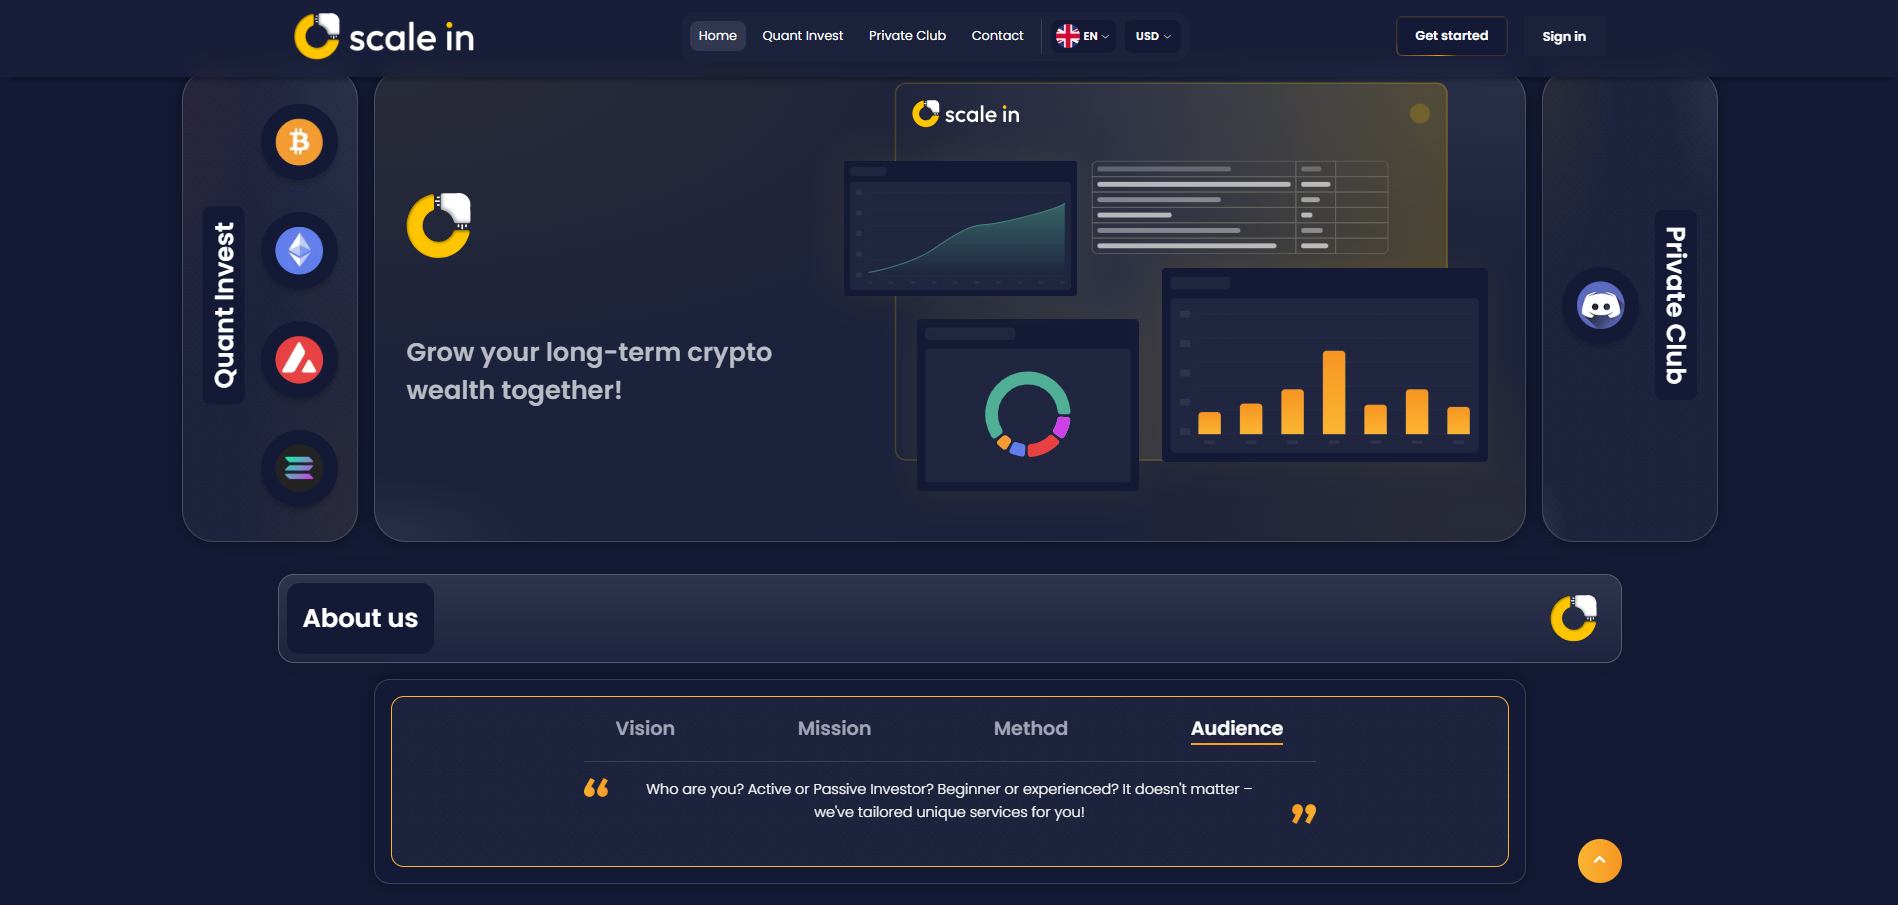 scale in
Home
Quant Invest
Private Club
Contact
EN
USD
Get started
Sign in
Quant Invest
scale in
Grow your long-term crypto
wealth together!
Private Club
About us
Vision
Mission
Method
Audience
“
Who are you? Active or Passive Investor? Beginner or experienced? It doesn't matter –
we've tailored unique services for you!
”